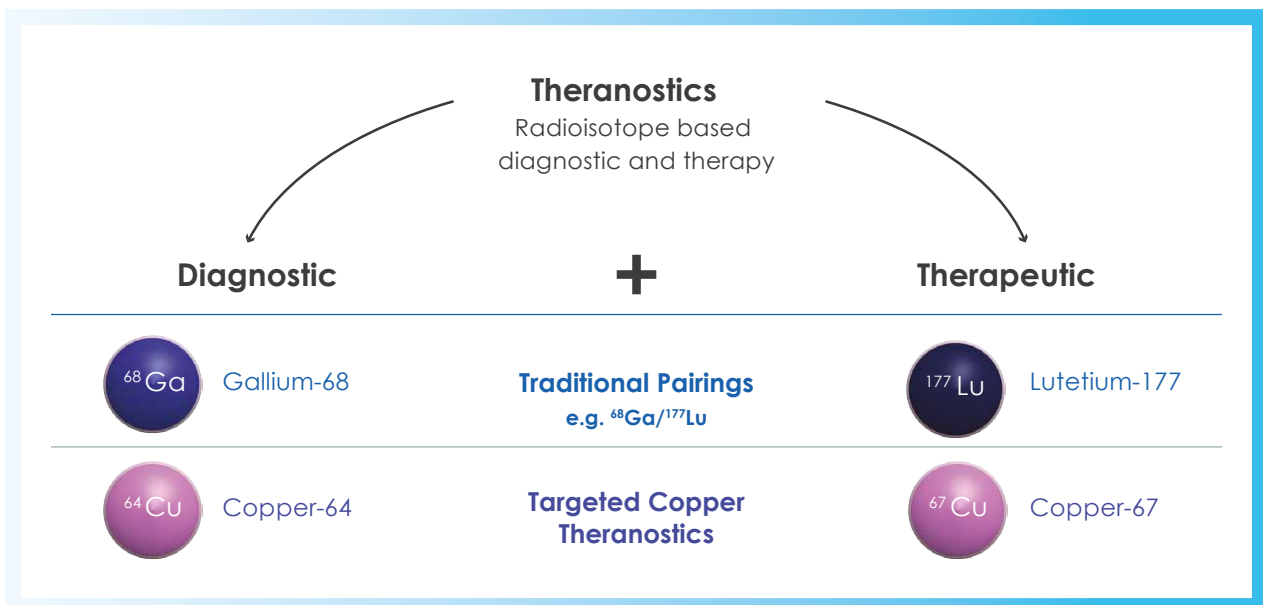 Theranostics
Radioisotope based
diagnostic and therapy
Diagnostic
+
Therapeutic
⁶⁸Ga
Gallium-68
Traditional Pairings
e.g. ⁶⁸Ga/¹⁷⁷Lu
¹⁷⁷Lu
Lutetium-177
⁶⁴Cu
Copper-64
Targeted Copper
Theranostics
⁶⁷Cu
Copper-67